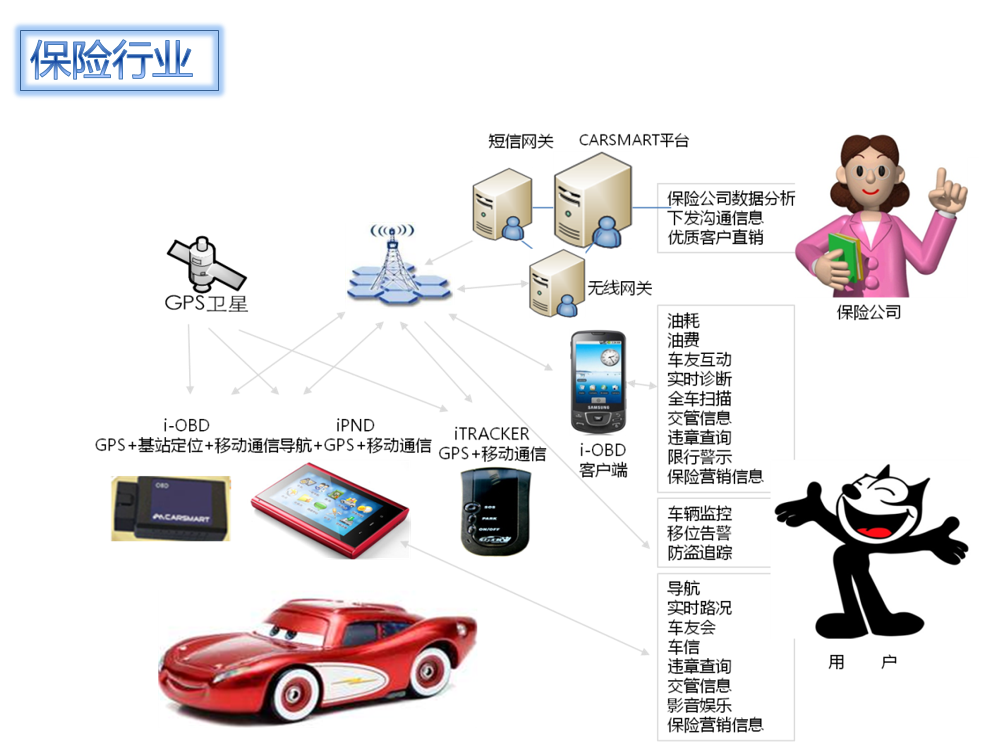 保险行业
短信网关
CARSMART平台
保险公司数据分析
下发沟通信息
优质客户直销
保险公司
GPS卫星
无线网关
油耗
油费
车友互动
实时诊断
全车扫描
交管信息
违章查询
限行警示
保险营销信息
SAMSUNG
i-OBD
客户端
i-OBD
GPS+基站定位+移动通信
iPND
导航+GPS+移动通信
iTRACKER
GPS+移动通信
OBD
CARSMART
SOS
PARK
ON/OFF
车辆监控
移位告警
防盗追踪
导航
实时路况
车友会
车信
违章查询
交管信息
影音娱乐
保险营销信息
用 户